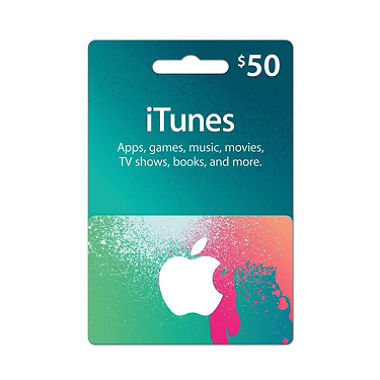 $50
iTunes
Apps, games, music, movies,
TV shows, books, and more.